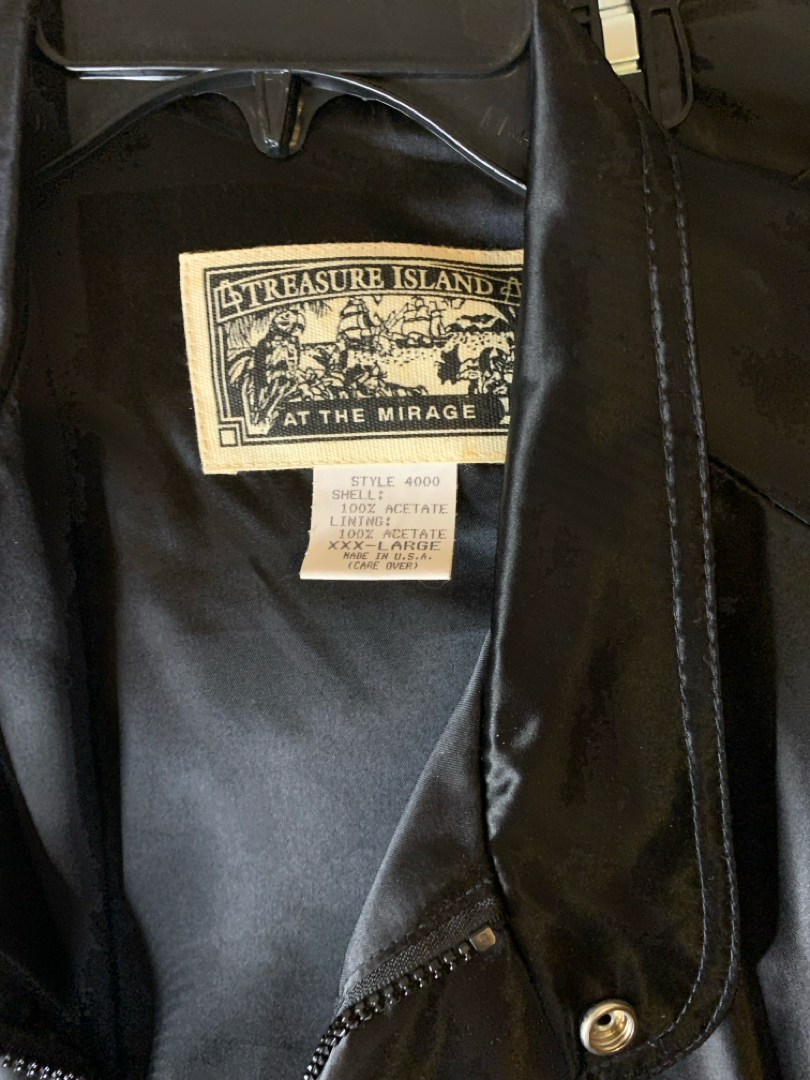 TREASURE ISLAND
AT THE MIRAGE
STYLE 4000
SHELL:
100% ACETATE
LINING:
100% ACETATE
XXX-LARGE
MADE IN U.S.A.
(CARE OVER)